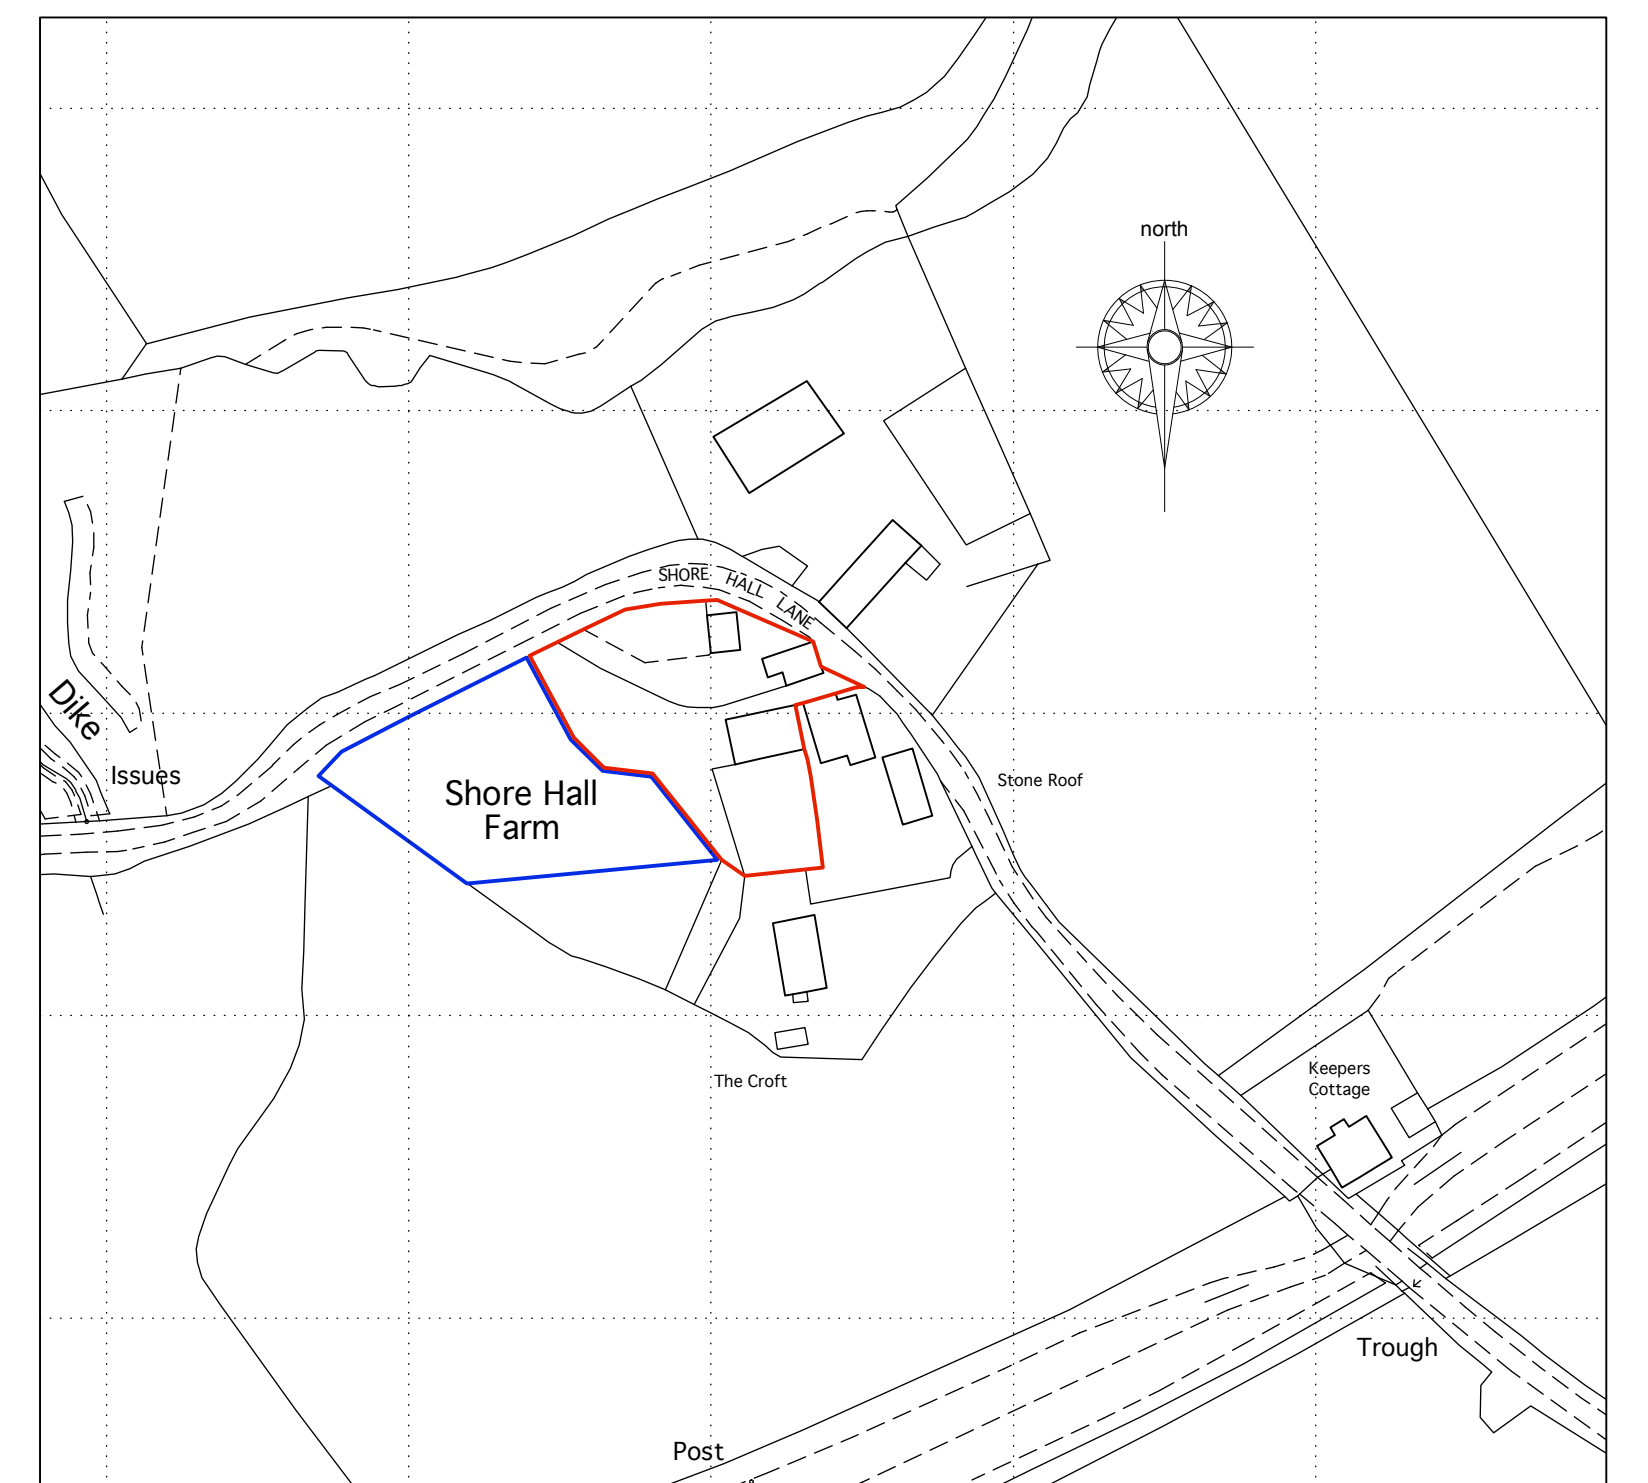 north
SHORE HALL LANE
Dike
Issues
Shore Hall
Farm
Stone Roof
The Croft
Keepers
Cottage
Trough
Post